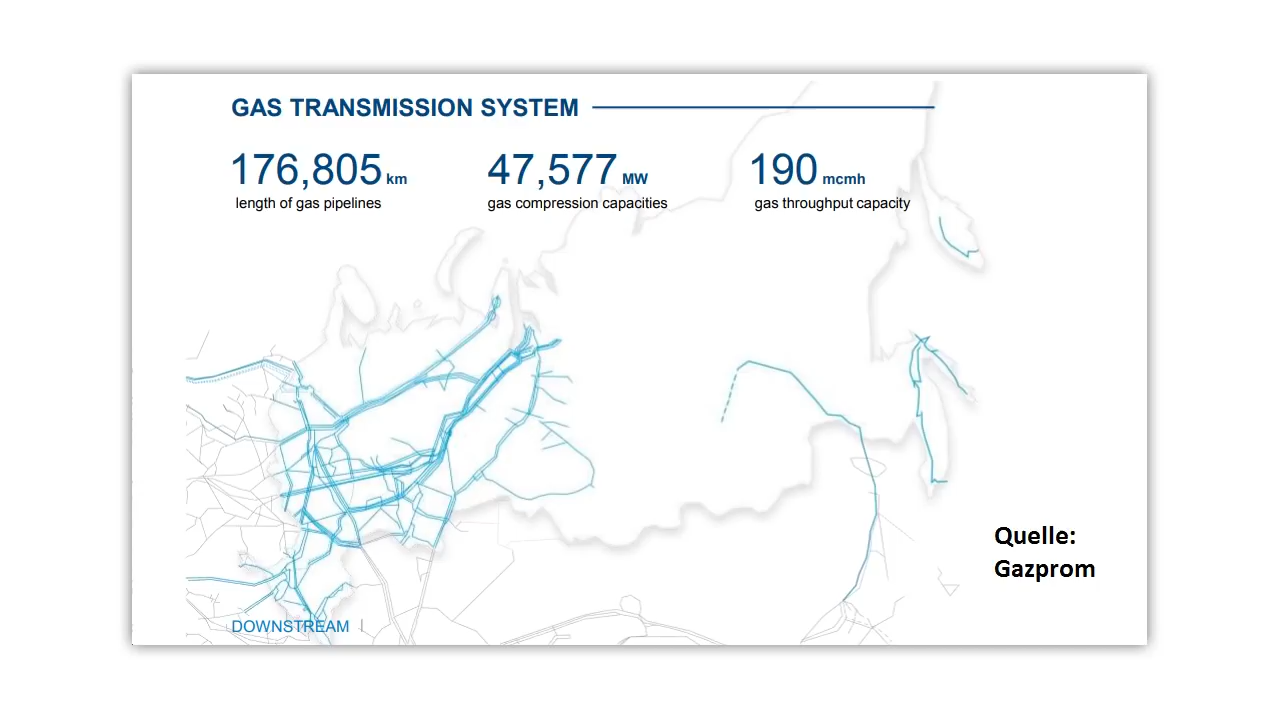 GAS TRANSMISSION SYSTEM
176,805 km
length of gas pipelines
47,577 MW
gas compression capacities
190 mcmh
gas throughput capacity
Quelle:
Gazprom
DOWNSTREAM |